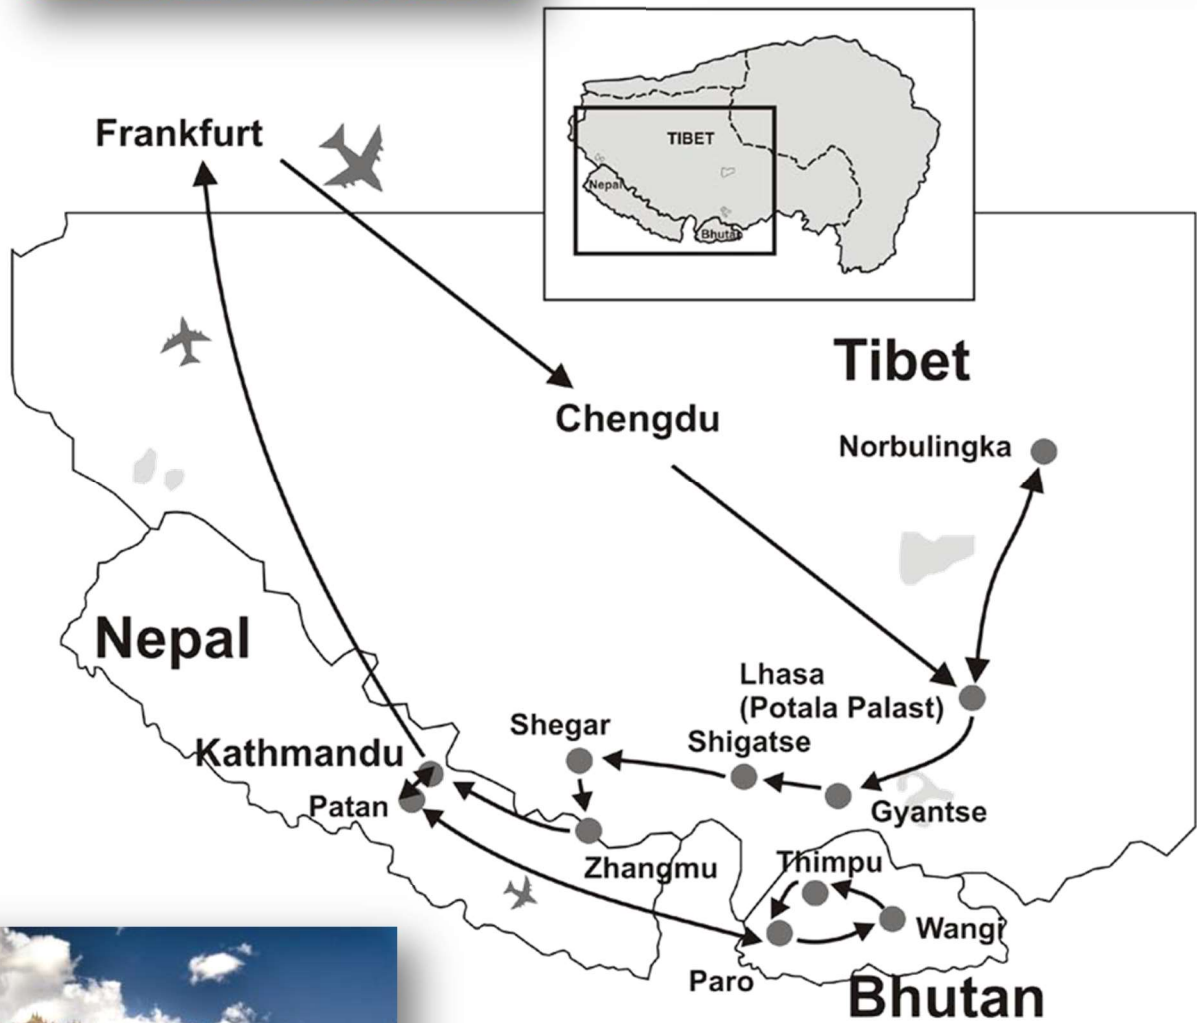 Frankfurt
TIBET
Nepal
Bhutan
Tibet
Chengdu
Norbulingka
Nepal
Lhasa
(Potala Palast)
Shegar
Shigatse
Kathmandu
Patan
Gyantse
Zhangmu
Thimpu
Wangi
Paro
Bhutan